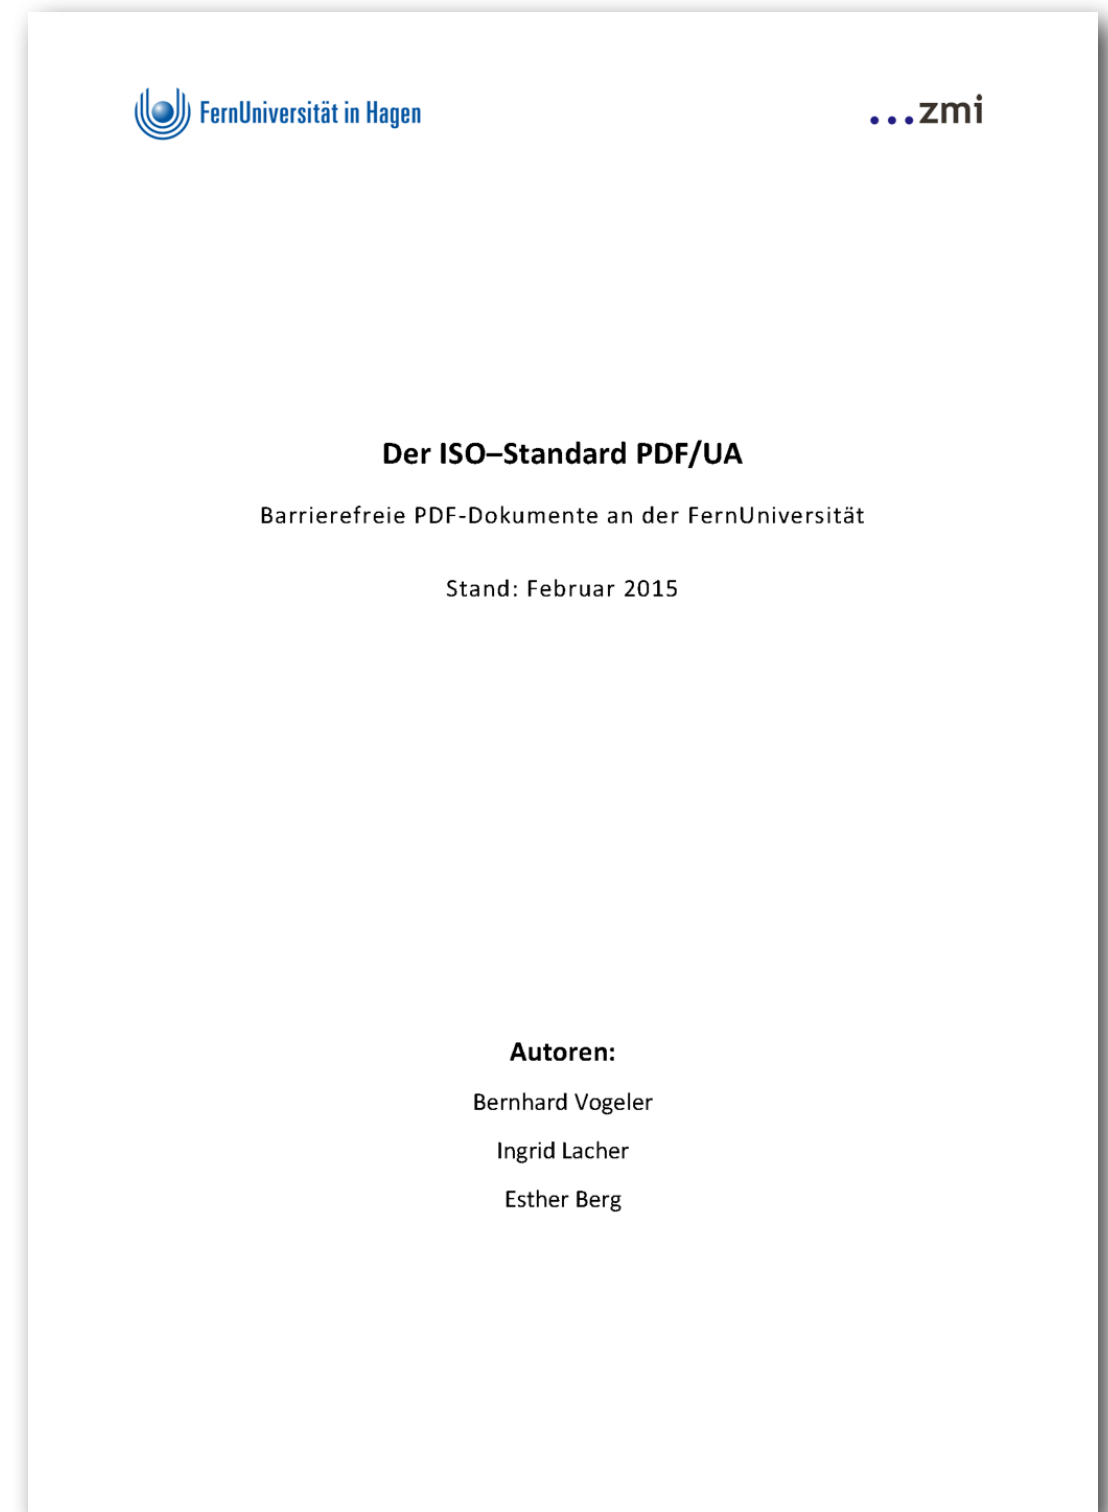 FernUniversität in Hagen
...zmi
Der ISO–Standard PDF/UA
Barrierefreie PDF-Dokumente an der FernUniversität
Stand: Februar 2015
Autoren:
Bernhard Vogeler
Ingrid Lacher
Esther Berg